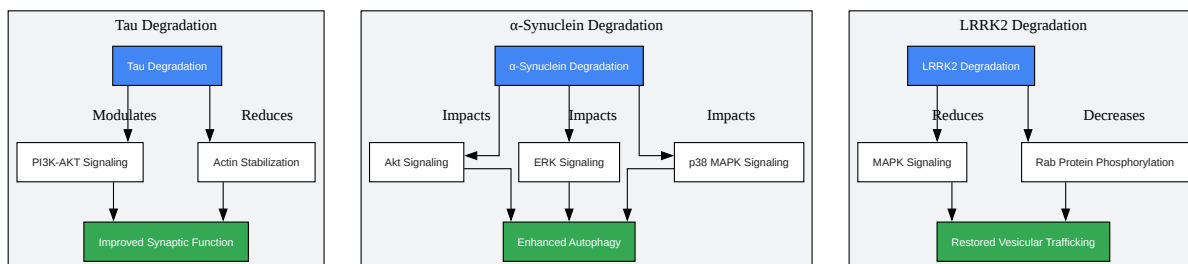 Tau Degradation
Tau Degradation
Modulates
Reduces
PI3K-AKT Signaling
Actin Stabilization
Improved Synaptic Function
α-Synuclein Degradation
α-Synuclein Degradation
Impacts
Impacts
Impacts
Akt Signaling
ERK Signaling
p38 MAPK Signaling
Enhanced Autophagy
LRRK2 Degradation
LRRK2 Degradation
Reduces
Decreases
MAPK Signaling
Rab Protein Phosphorylation
Restored Vesicular Trafficking